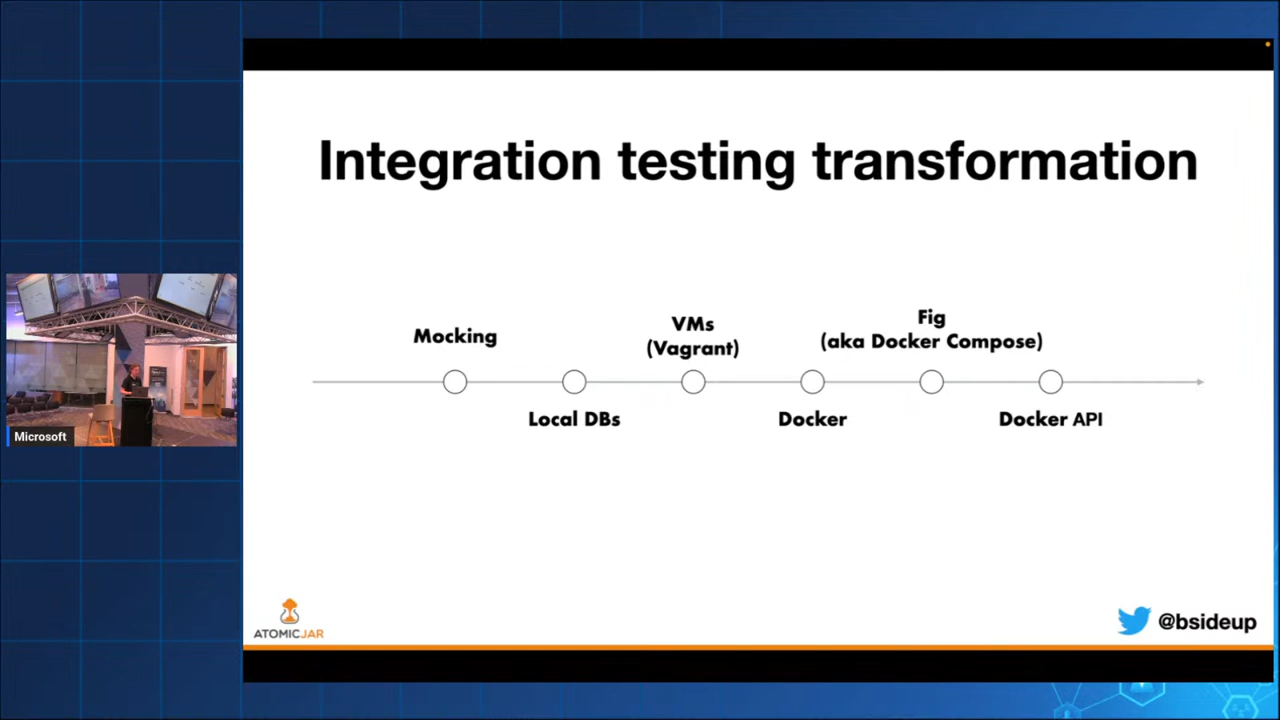 Integration testing transformation
Mocking
Local DBs
VMs
(Vagrant)
Docker
Fig
(aka Docker Compose)
Docker API
Microsoft
ATOMICJAR
@bsideup